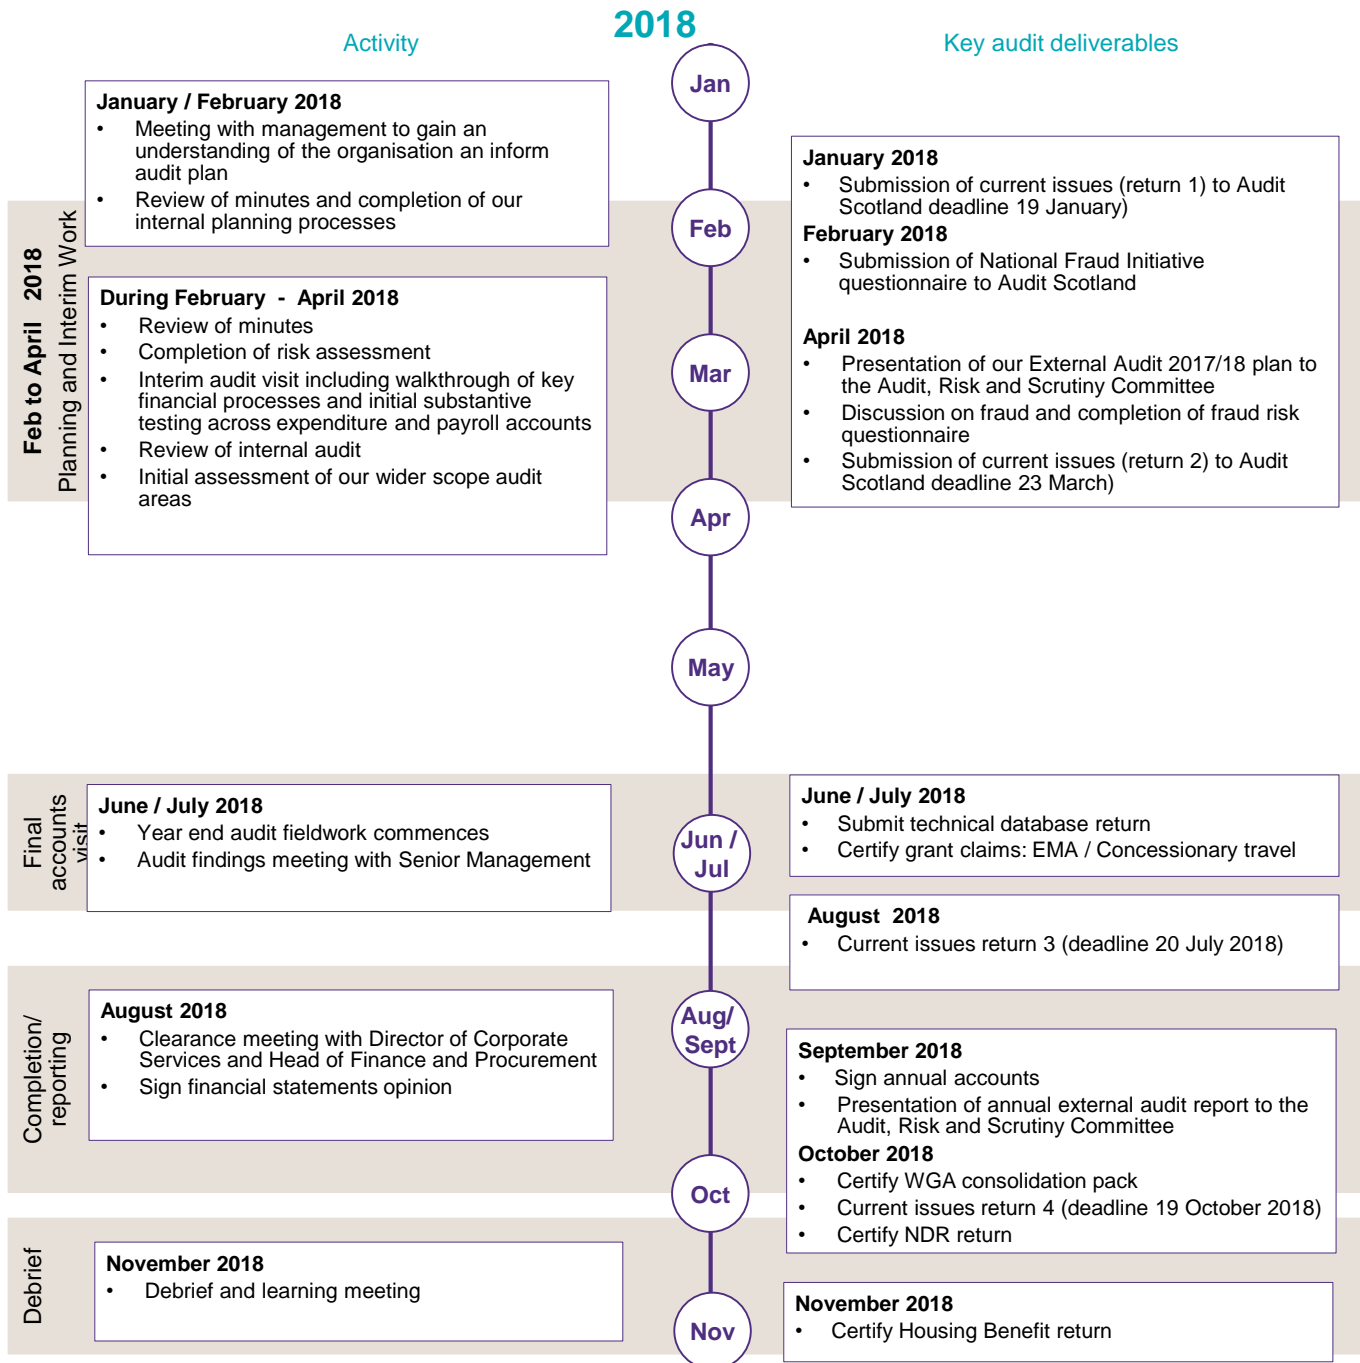 2018
Activity
Key audit deliverables
Jan
Feb
Mar
Apr
May
Jun /
Jul
Aug/
Sept
Oct
Nov
Feb to April 2018
Planning and Interim Work
January / February 2018
• Meeting with management to gain an
understanding of the organisation an inform
audit plan
• Review of minutes and completion of our
internal planning processes
During February - April 2018
• Review of minutes
• Completion of risk assessment
• Interim audit visit including walkthrough of key
financial processes and initial substantive
testing across expenditure and payroll accounts
• Review of internal audit
• Initial assessment of our wider scope audit
areas
January 2018
• Submission of current issues (return 1) to Audit
Scotland deadline 19 January)
February 2018
• Submission of National Fraud Initiative
questionnaire to Audit Scotland
April 2018
• Presentation of our External Audit 2017/18 plan to
the Audit, Risk and Scrutiny Committee
• Discussion on fraud and completion of fraud risk
questionnaire
• Submission of current issues (return 2) to Audit
Scotland deadline 23 March)
Final
accounts
visit
June / July 2018
• Year end audit fieldwork commences
• Audit findings meeting with Senior Management
June / July 2018
• Submit technical database return
• Certify grant claims: EMA / Concessionary travel
August 2018
• Current issues return 3 (deadline 20 July 2018)
Completion/
reporting
August 2018
• Clearance meeting with Director of Corporate
Services and Head of Finance and Procurement
• Sign financial statements opinion
September 2018
• Sign annual accounts
• Presentation of annual external audit report to the
Audit, Risk and Scrutiny Committee
October 2018
• Certify WGA consolidation pack
• Current issues return 4 (deadline 19 October 2018)
• Certify NDR return
Debrief
November 2018
• Debrief and learning meeting
November 2018
• Certify Housing Benefit return